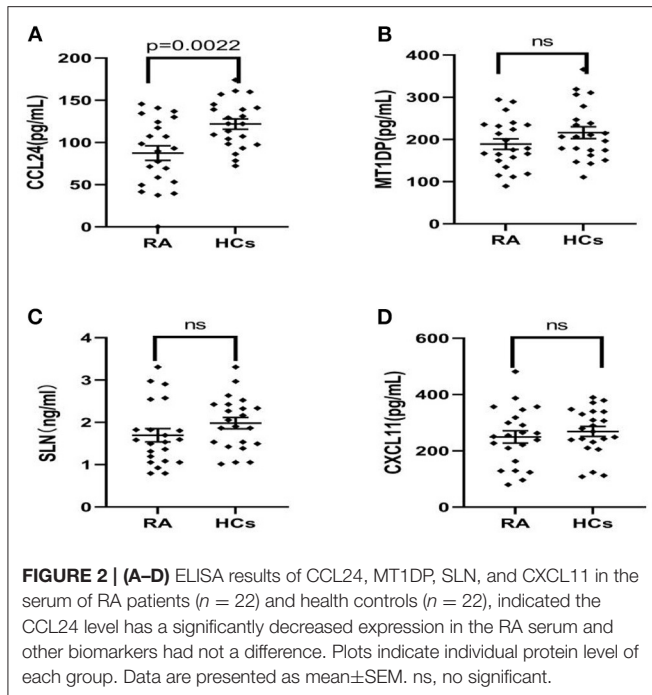 A
p=0.0022
CCL24(pg/mL)
200
150
100
50
0
RA HCs
B
ns
MT1DP(pg/mL)
400
300
200
100
0
RA HCs
C
ns
SLN(ng/ml)
4
3
2
1
0
RA HCs
D
ns
CXCL11(pg/mL)
600
400
200
0
RA HCs
FIGURE 2 | (A–D) ELISA results of CCL24, MT1DP, SLN, and CXCL11 in the
serum of RA patients (n = 22) and health controls (n = 22), indicated the
CCL24 level has a significantly decreased expression in the RA serum and
other biomarkers had not a difference. Plots indicate individual protein level of
each group. Data are presented as mean±SEM. ns, no significant.